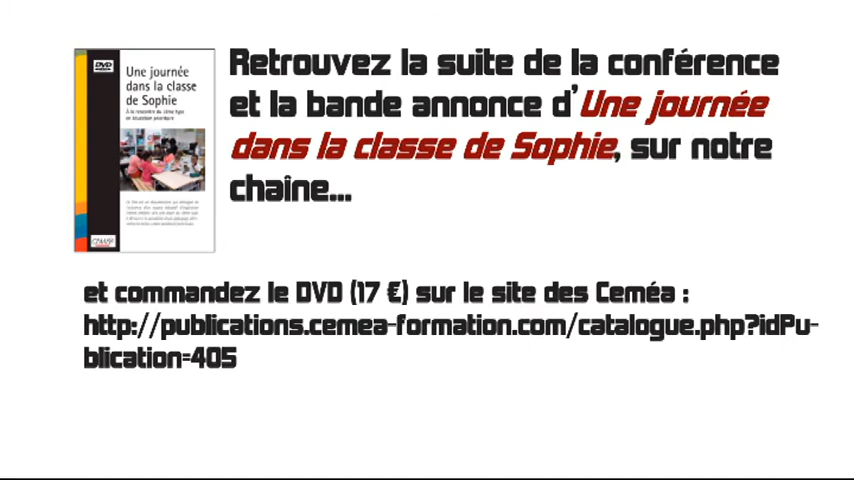 DVD
Une journée
dans la classe
de Sophie
Retrouvez la suite de la conférence
et la bande annonce d'Une journée
dans la classe de Sophie, sur notre
chaîne...
et commandez le DVD (17 €) sur le site des Ceméa :
http://publications.cemea-formation.com/catalogue.php?idPu-
blication=405